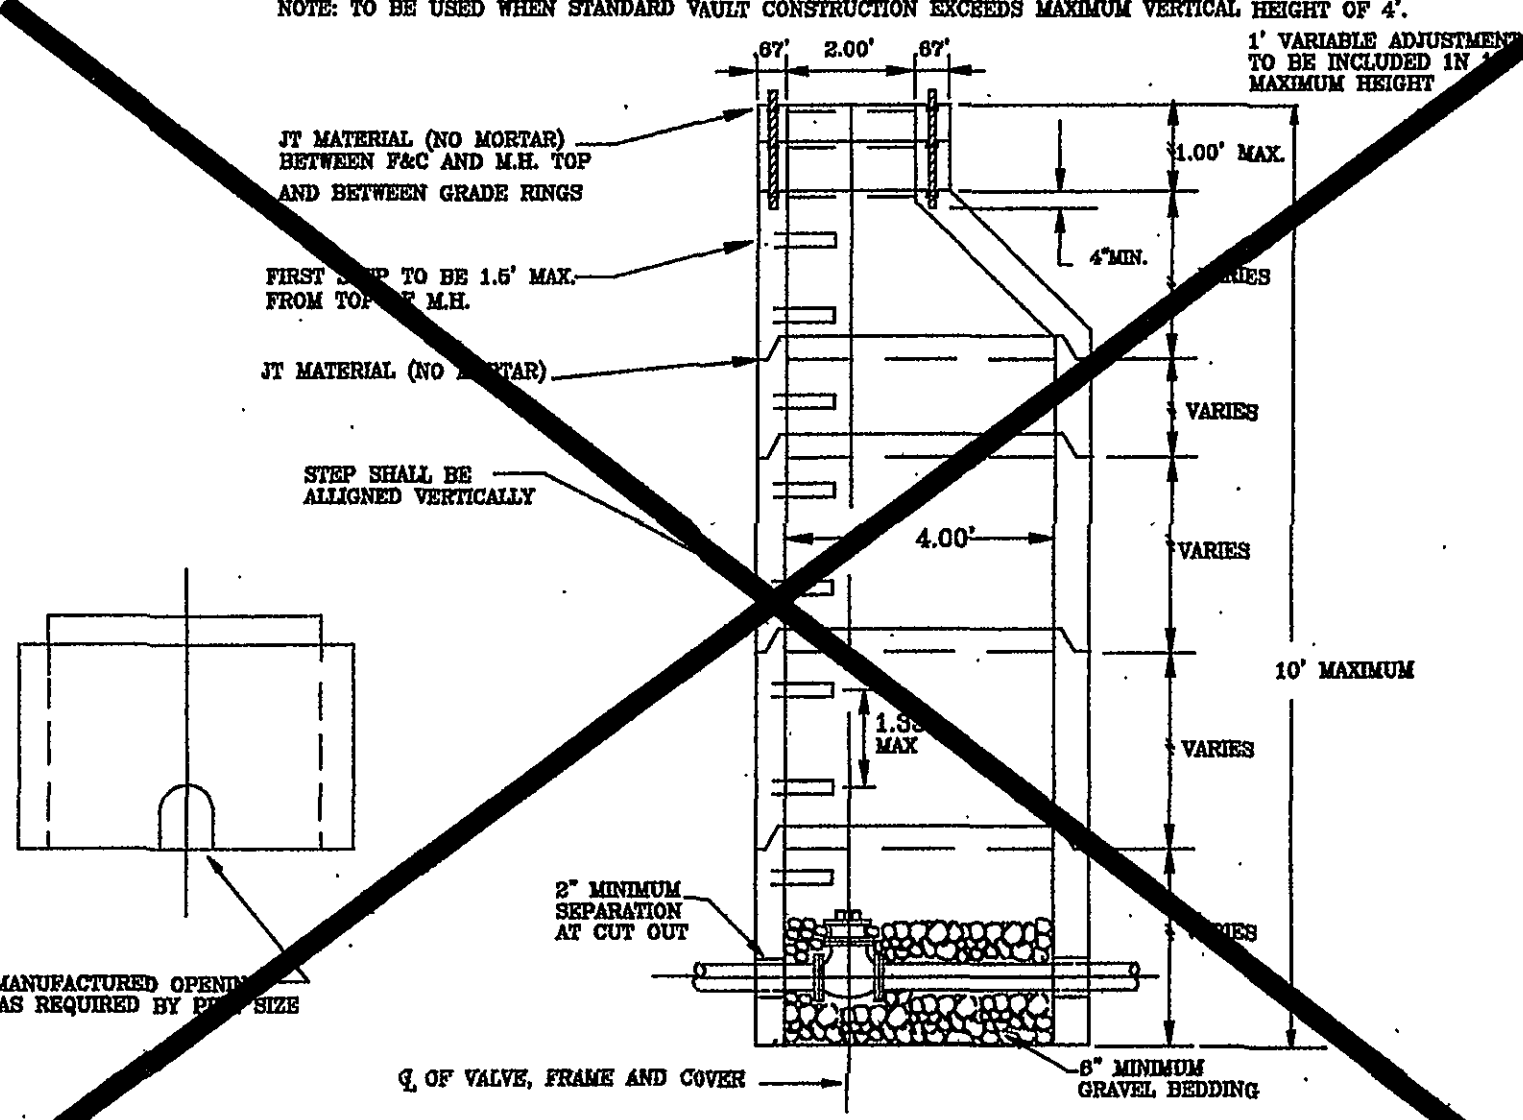 NOTE: TO BE USED WHEN STANDARD VAULT CONSTRUCTION EXCEEDS MAXIMUM VERTICAL HEIGHT OF 4'.
1' VARIABLE ADJUSTMENT
TO BE INCLUDED 1N
MAXIMUM HEIGHT
.67'
2.00'
.67'
JT MATERIAL (NO MORTAR)
BETWEEN F&C AND M.H. TOP
AND BETWEEN GRADE RINGS
1.00' MAX.
4"MIN.
FIRST TO BE 1.5' MAX.
FROM TOP M.H.
JT MATERIAL (NO
VARIES
STEP SHALL BE
ALLIGNED VERTICALLY
4.00'
VARIES
10' MAXIMUM
MAX
VARIES
2" MINIMUM
SEPARATION
AT CUT OUT
MANUFACTURED
AS REQUIRED BY SIZE
6" MINIMUM
GRAVEL BEDDING
℄ OF VALVE, FRAME AND COVER